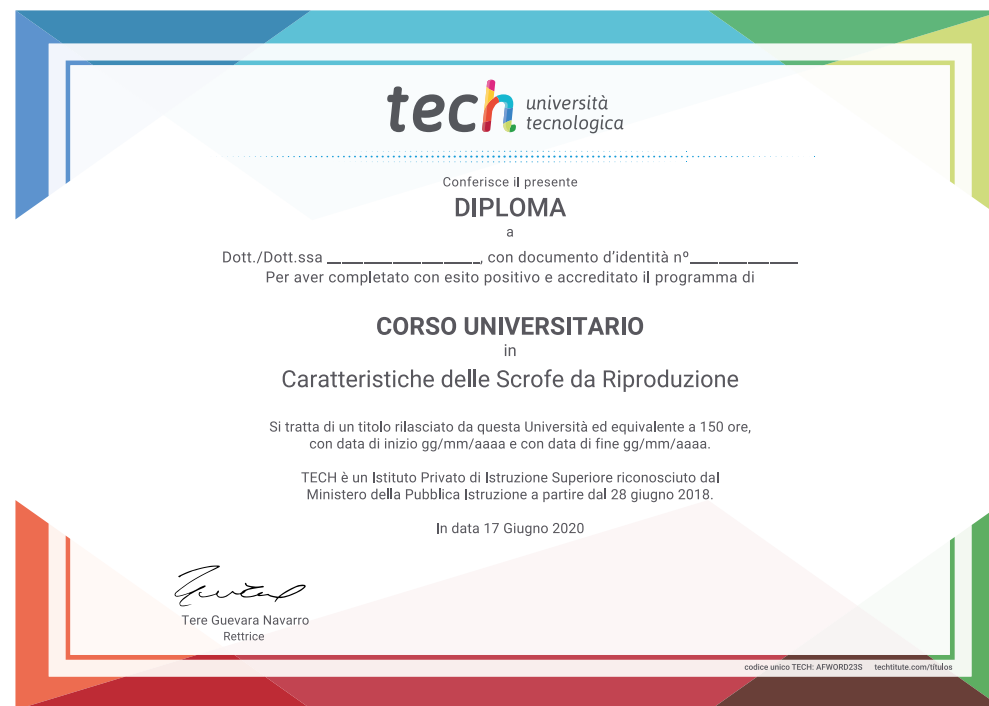 tech università
tecnologica
Conferisce il presente
DIPLOMA
a
Dott./Dott.ssa ____________________, con documento d'identità nº______________
Per aver completato con esito positivo e accreditato il programma di
CORSO UNIVERSITARIO
in
Caratteristiche delle Scrofe da Riproduzione
Si tratta di un titolo rilasciato da questa Università ed equivalente a 150 ore,
con data di inizio gg/mm/aaaa e con data di fine gg/mm/aaaa.
TECH è un Istituto Privato di Istruzione Superiore riconosciuto dal
Ministero della Pubblica Istruzione a partire dal 28 giugno 2018.
In data 17 Giugno 2020
Tere Guevara Navarro
Rettrice
codice unico TECH: AFWORD23S techtitute.com/titulos